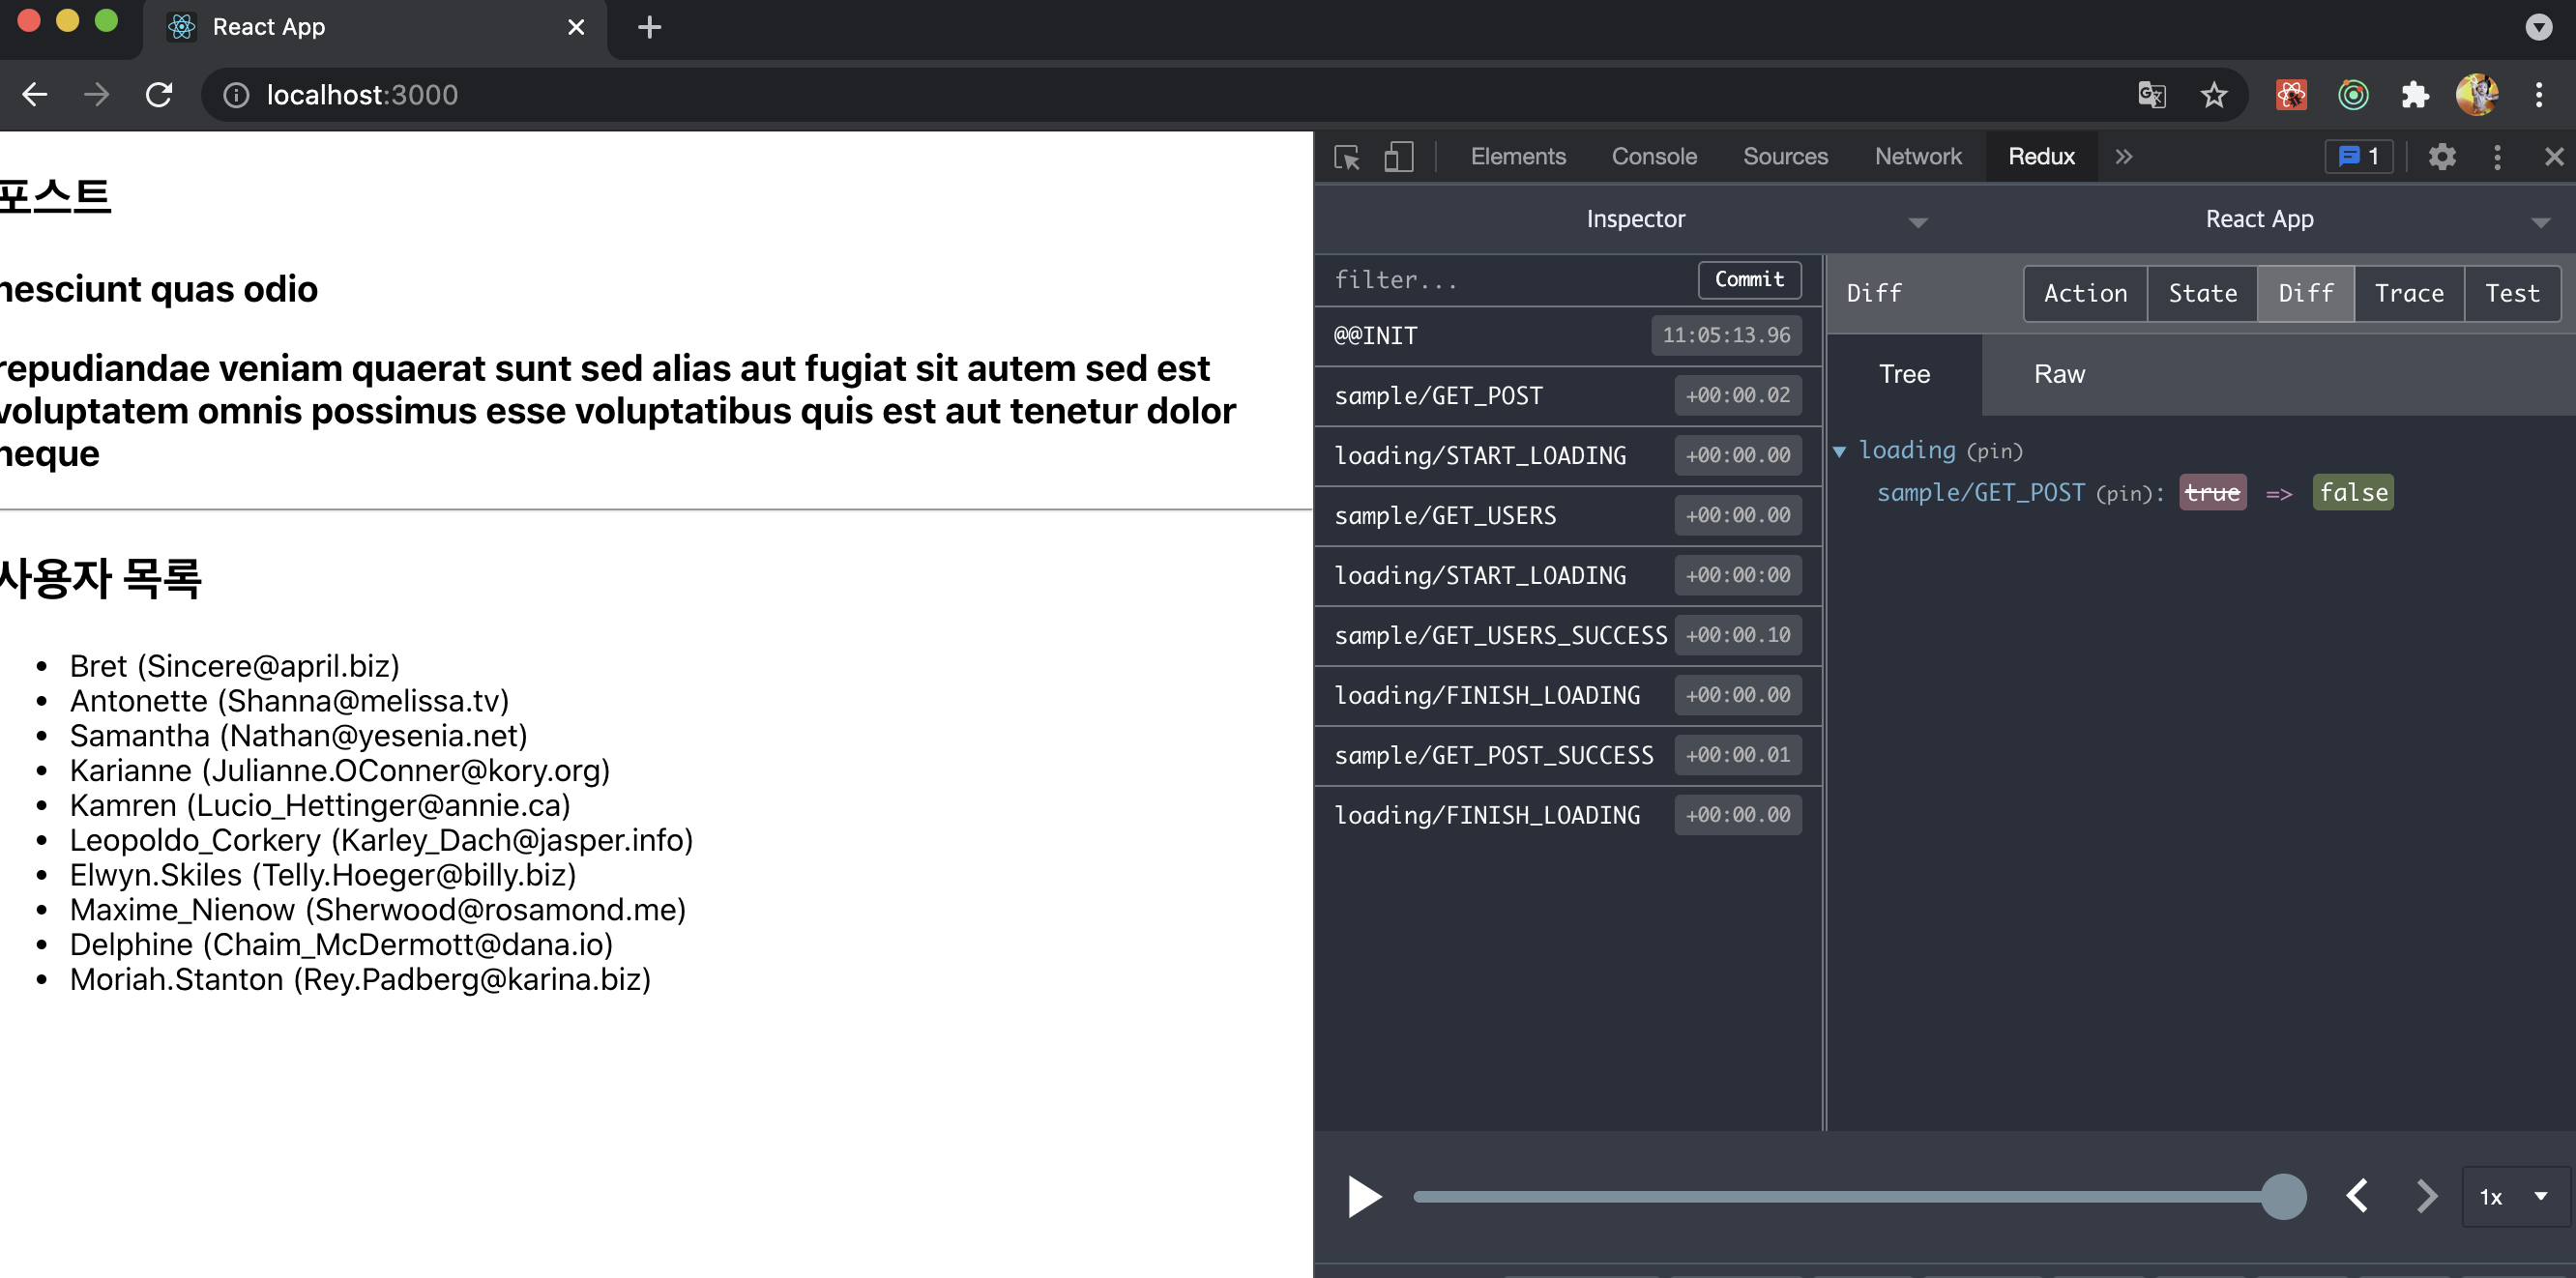 React App
localhost:3000
포스트
nesciunt quas odio
repudiandae veniam quaerat sunt sed alias aut fugiat sit autem sed est
voluptatem omnis possimus esse voluptatibus quis est aut tenetur dolor
neque
사용자 목록
Bret (Sincere@april.biz)
Antonette (Shanna@melissa.tv)
Samantha (Nathan@yesenia.net)
Karianne (Julianne.OConner@kory.org)
Kamren (Lucio_Hettinger@annie.ca)
Leopoldo_Corkery (Karley_Dach@jasper.info)
Elwyn.Skiles (Telly.Hoeger@billy.biz)
Maxime_Nienow (Sherwood@rosamond.me)
Delphine (Chaim_McDermott@dana.io)
Moriah.Stanton (Rey.Padberg@karina.biz)
Elements Console Sources Network Redux » 1
Inspector React App
filter... Commit
@@INIT 11:05:13.96
sample/GET_POST +00:00.02
loading/START_LOADING +00:00.00
sample/GET_USERS +00:00.00
loading/START_LOADING +00:00:00
sample/GET_USERS_SUCCESS +00:00.10
loading/FINISH_LOADING +00:00.00
sample/GET_POST_SUCCESS +00:00.01
loading/FINISH_LOADING +00:00.00
Diff Action State Diff Trace Test
Tree Raw
loading (pin)
sample/GET_POST (pin): true => false
1x